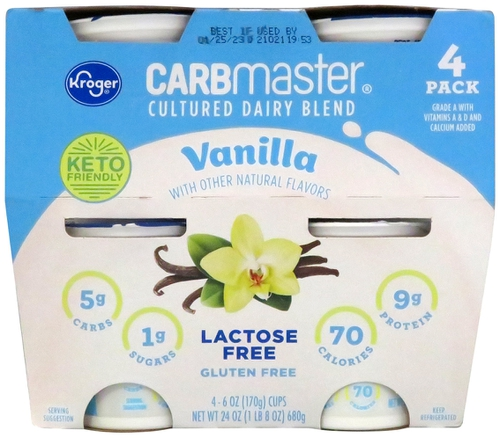 BEST IF USED BY
01/25/23 21021 19:53
Kroger
CARBmaster®
CULTURED DAIRY BLEND
4
PACK
GRADE A WITH
VITAMINS A & D AND
CALCIUM ADDED
KETO
FRIENDLY
Vanilla
WITH OTHER NATURAL FLAVORS
5g
CARBS
1g
SUGARS
LACTOSE
FREE
GLUTEN FREE
70
CALORIES
9g
PROTEIN
70
SERVING
SUGGESTION
4 - 6 OZ (170g) CUPS
NET WT 24 OZ (1 LB 8 OZ) 680g
KEEP
REFRIGERATED